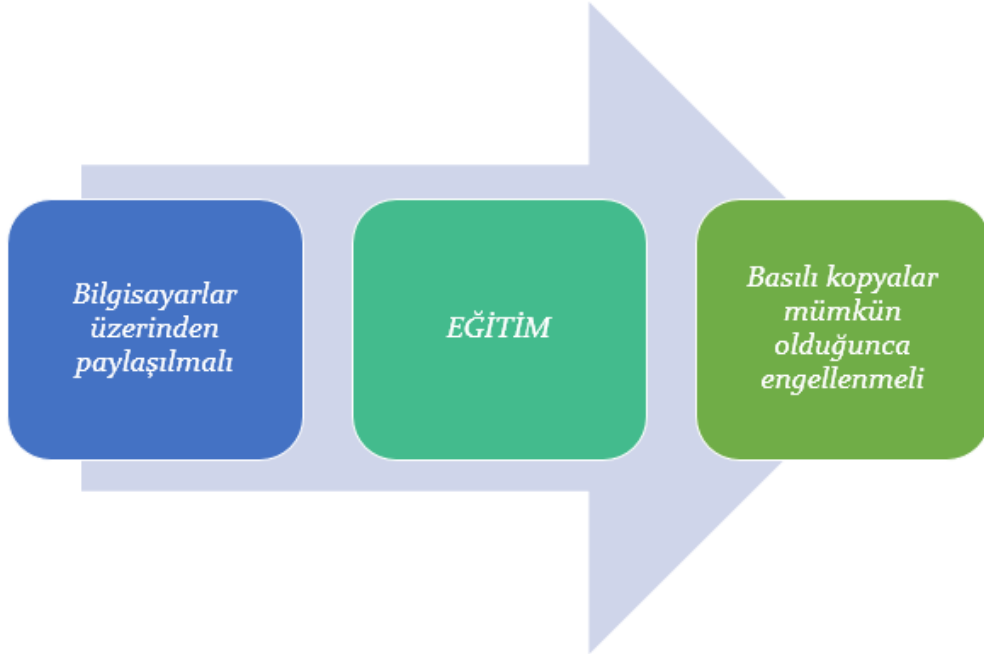 Bilgisayarlar
üzerinden
paylaşılmalı
EĞİTİM
Basılı kopyalar
mümkün
olduğunca
engellenmeli